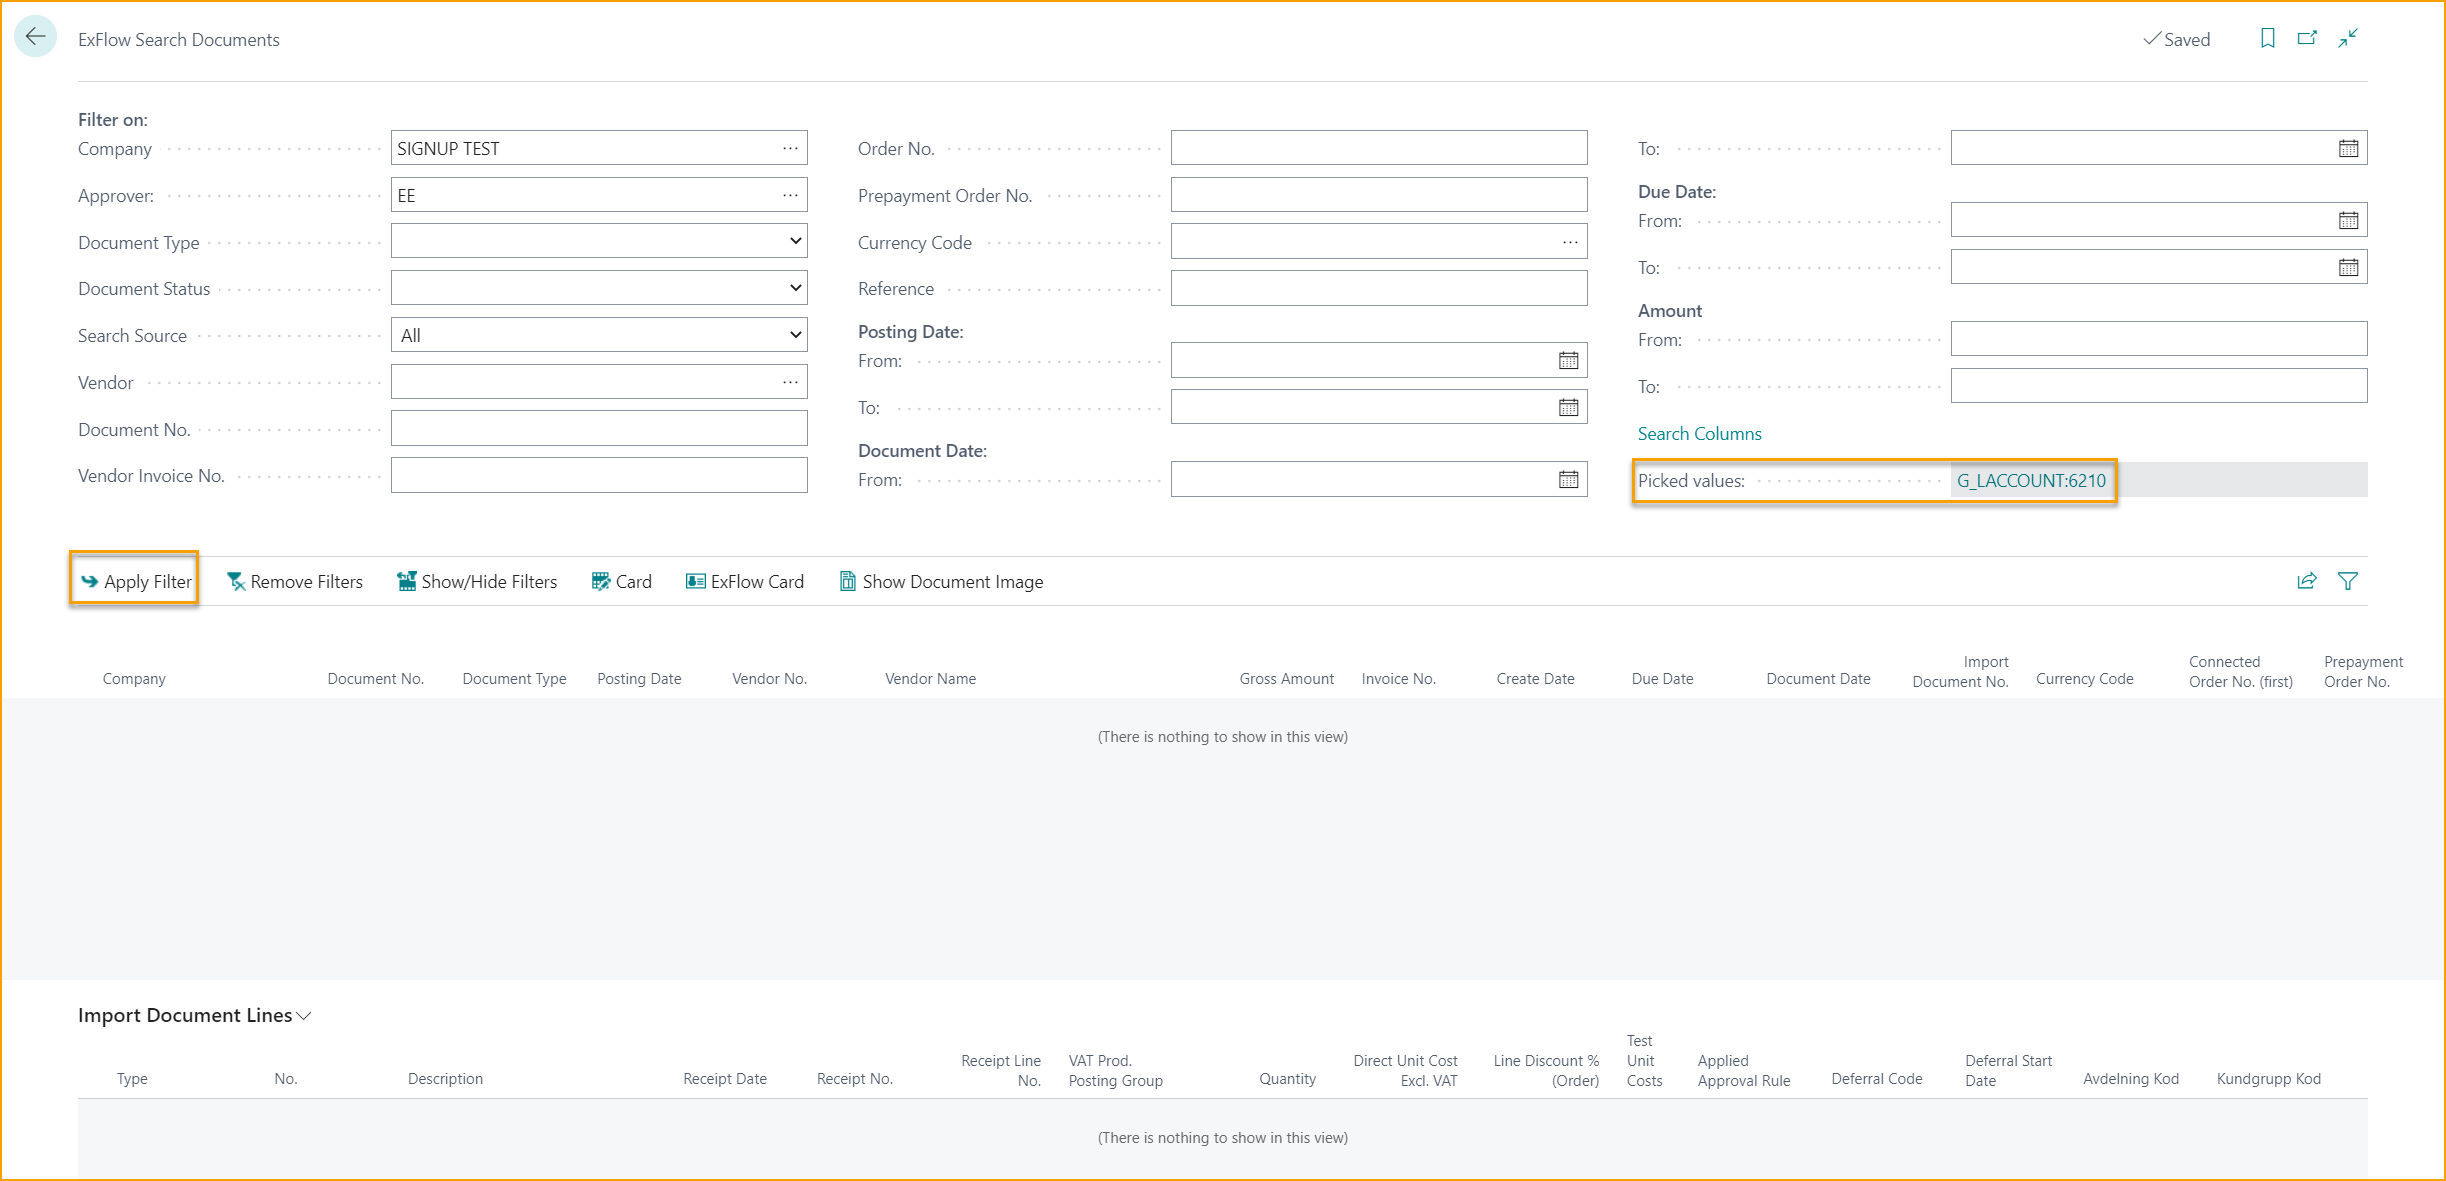 ExFlow Search Documents
Saved
Filter on:
Company
SIGNUP TEST
Approver:
EE
Document Type
Document Status
Search Source
All
Vendor
Document No.
Vendor Invoice No.
Order No.
Prepayment Order No.
Currency Code
Reference
Posting Date:
From:
To:
Document Date:
From:
To:
Due Date:
From:
To:
Amount
From:
To:
Search Columns
Picked values:
G_LACCOUNT:6210
Apply Filter
Remove Filters
Show/Hide Filters
Card
ExFlow Card
Show Document Image
Company
Document No.
Document Type
Posting Date
Vendor No.
Vendor Name
Gross Amount
Invoice No.
Create Date
Due Date
Document Date
Import
Document No.
Currency Code
Connected
Order No. (first)
Prepayment
Order No.
(There is nothing to show in this view)
Import Document Lines
Type
No.
Description
Receipt Date
Receipt No.
Receipt Line
No.
VAT Prod.
Posting Group
Quantity
Direct Unit Cost
Excl. VAT
Line Discount %
(Order)
Test
Unit
Costs
Applied
Approval Rule
Deferral Code
Deferral Start
Date
Avdelning Kod
Kundgrupp Kod
(There is nothing to show in this view)